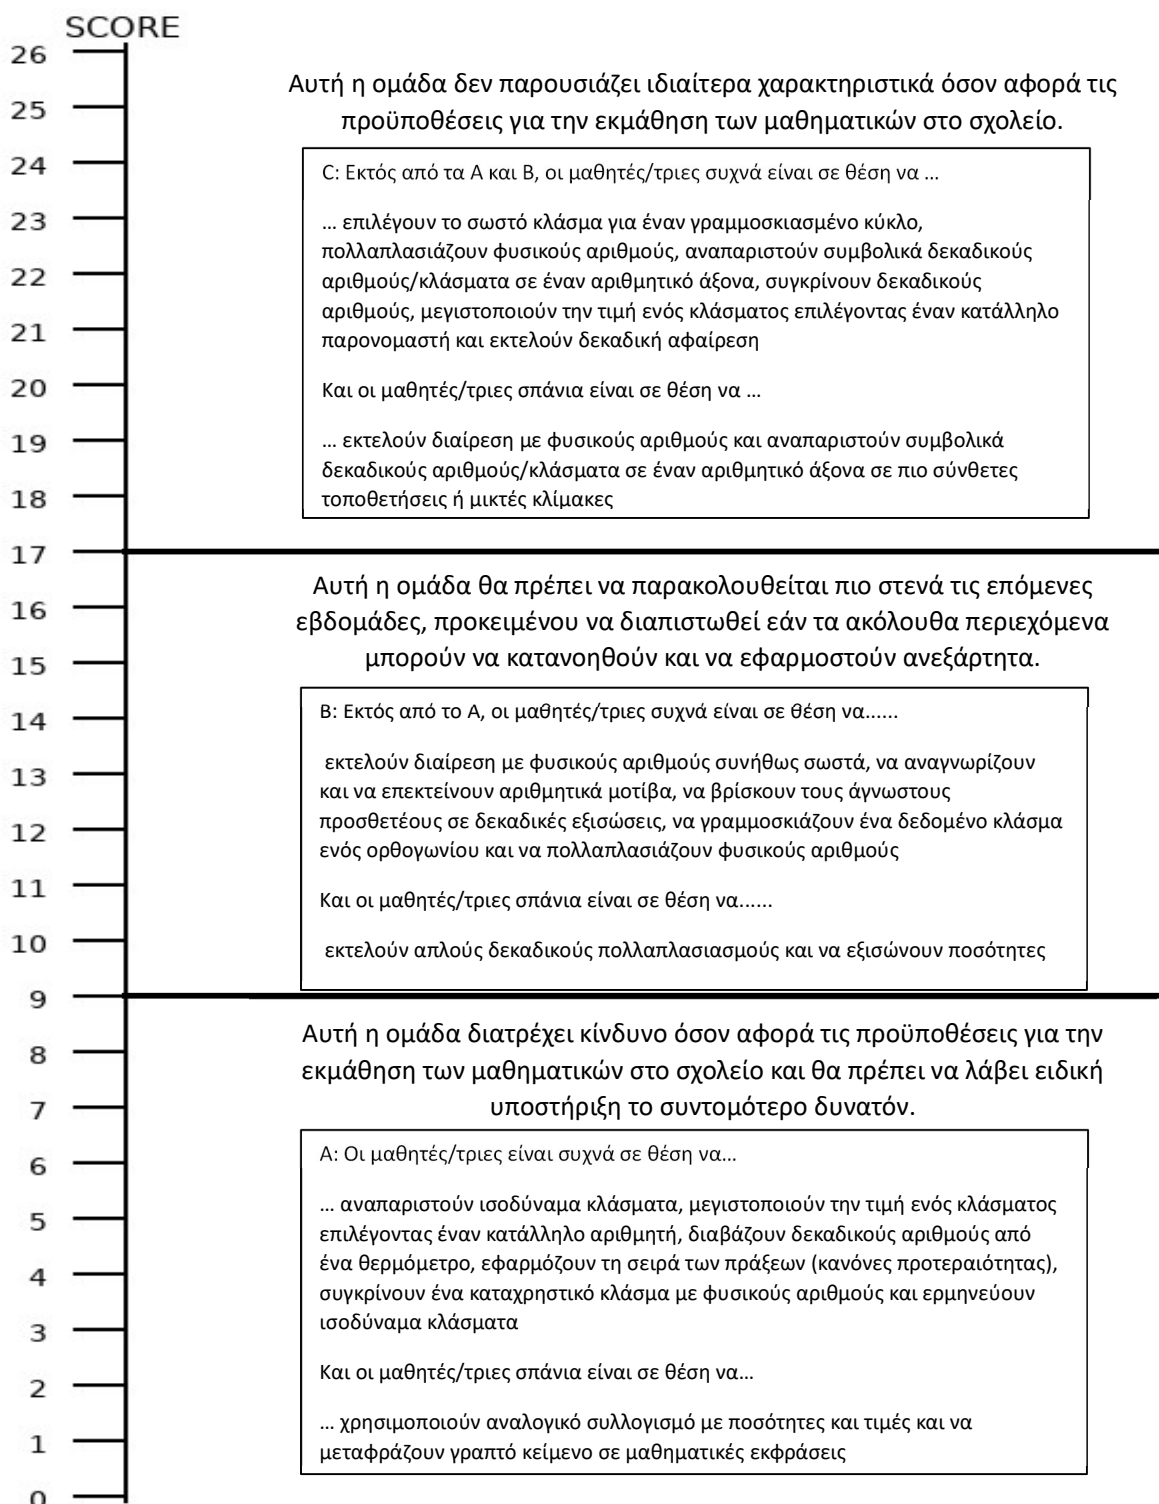 SCORE
26
25
24
23
22
21
20
19
18
17
16
15
14
13
12
11
10
9
8
7
6
5
4
3
2
1
0
Αυτή η ομάδα δεν παρουσιάζει ιδιαίτερα χαρακτηριστικά όσον αφορά τις
προϋποθέσεις για την εκμάθηση των μαθηματικών στο σχολείο.
C: Εκτός από τα Α και Β, οι μαθητές/τριες συχνά είναι σε θέση να ...
... επιλέγουν το σωστό κλάσμα για έναν γραμμοσκιασμένο κύκλο,
πολλαπλασιάζουν φυσικούς αριθμούς, αναπαριστούν συμβολικά δεκαδικούς
αριθμούς/κλάσματα σε έναν αριθμητικό άξονα, συγκρίνουν δεκαδικούς
αριθμούς, μεγιστοποιούν την τιμή ενός κλάσματος επιλέγοντας έναν κατάλληλο
παρονομαστή και εκτελούν δεκαδική αφαίρεση
Και οι μαθητές/τριες σπάνια είναι σε θέση να ...
... εκτελούν διαίρεση με φυσικούς αριθμούς και αναπαριστούν συμβολικά
δεκαδικούς αριθμούς/κλάσματα σε έναν αριθμητικό άξονα σε πιο σύνθετες
τοποθετήσεις ή μικτές κλίμακες
Αυτή η ομάδα θα πρέπει να παρακολουθείται πιο στενά τις επόμενες
εβδομάδες, προκειμένου να διαπιστωθεί εάν τα ακόλουθα περιεχόμενα
μπορούν να κατανοηθούν και να εφαρμοστούν ανεξάρτητα.
Β: Εκτός από το Α, οι μαθητές/τριες συχνά είναι σε θέση να......
εκτελούν διαίρεση με φυσικούς αριθμούς συνήθως σωστά, να αναγνωρίζουν
και να επεκτείνουν αριθμητικά μοτίβα, να βρίσκουν τους άγνωστους
προσθετέους σε δεκαδικές εξισώσεις, να γραμμοσκιάζουν ένα δεδομένο κλάσμα
ενός ορθογωνίου και να πολλαπλασιάζουν φυσικούς αριθμούς
Και οι μαθητές/τριες σπάνια είναι σε θέση να......
εκτελούν απλούς δεκαδικούς πολλαπλασιασμούς και να εξισώνουν ποσότητες
Αυτή η ομάδα διατρέχει κίνδυνο όσον αφορά τις προϋποθέσεις για την
εκμάθηση των μαθηματικών στο σχολείο και θα πρέπει να λάβει ειδική
υποστήριξη το συντομότερο δυνατόν.
Α: Οι μαθητές/τριες είναι συχνά σε θέση να...
... αναπαριστούν ισοδύναμα κλάσματα, μεγιστοποιούν την τιμή ενός κλάσματος
επιλέγοντας έναν κατάλληλο αριθμητή, διαβάζουν δεκαδικούς αριθμούς από
ένα θερμόμετρο, εφαρμόζουν τη σειρά των πράξεων (κανόνες προτεραιότητας),
συγκρίνουν ένα καταχρηστικό κλάσμα με φυσικούς αριθμούς και ερμηνεύουν
ισοδύναμα κλάσματα
Και οι μαθητές/τριες σπάνια είναι σε θέση να...
... χρησιμοποιούν αναλογικό συλλογισμό με ποσότητες και τιμές και να
μεταφράζουν γραπτό κείμενο σε μαθηματικές εκφράσεις